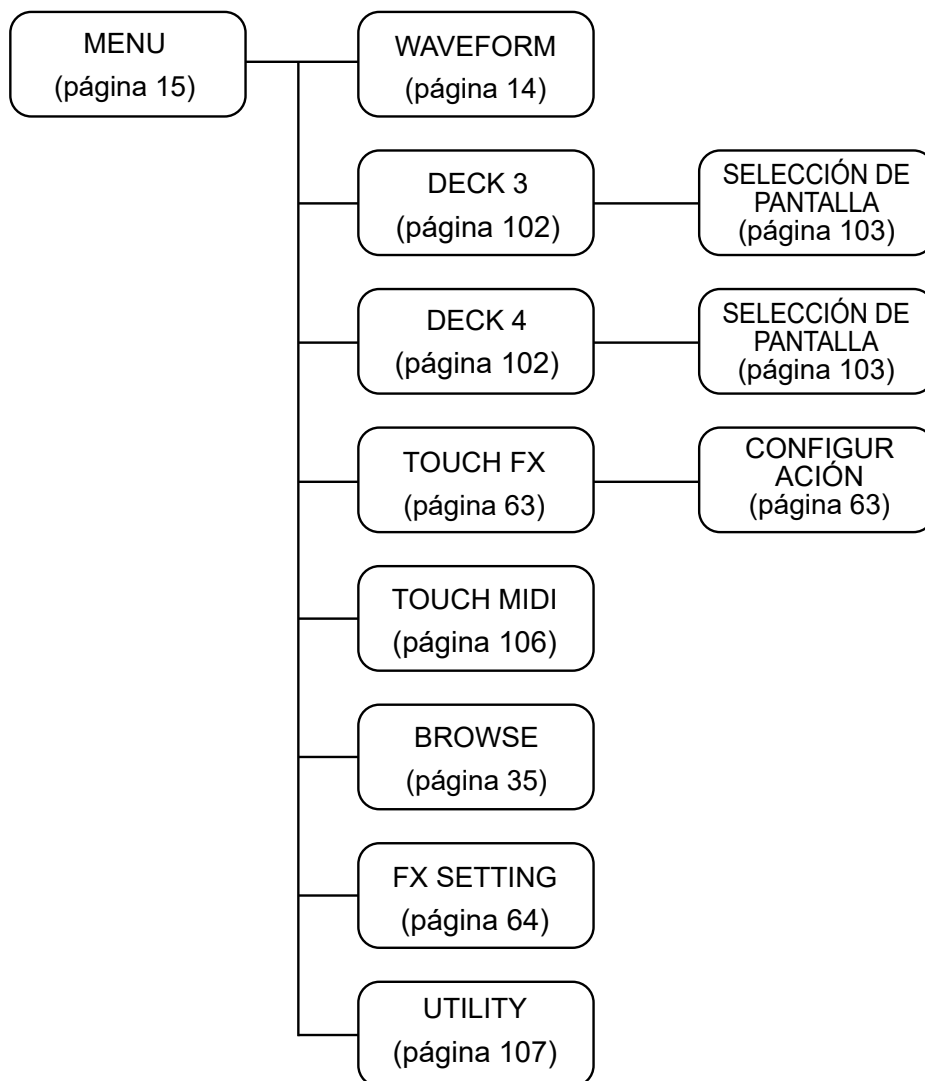 MENU
(página 15)
WAVEFORM
(página 14)
DECK 3
(página 102)
SELECCIÓN DE
PANTALLA
(página 103)
DECK 4
(página 102)
SELECCIÓN DE
PANTALLA
(página 103)
TOUCH FX
(página 63)
CONFIGUR
ACIÓN
(página 63)
TOUCH MIDI
(página 106)
BROWSE
(página 35)
FX SETTING
(página 64)
UTILITY
(página 107)